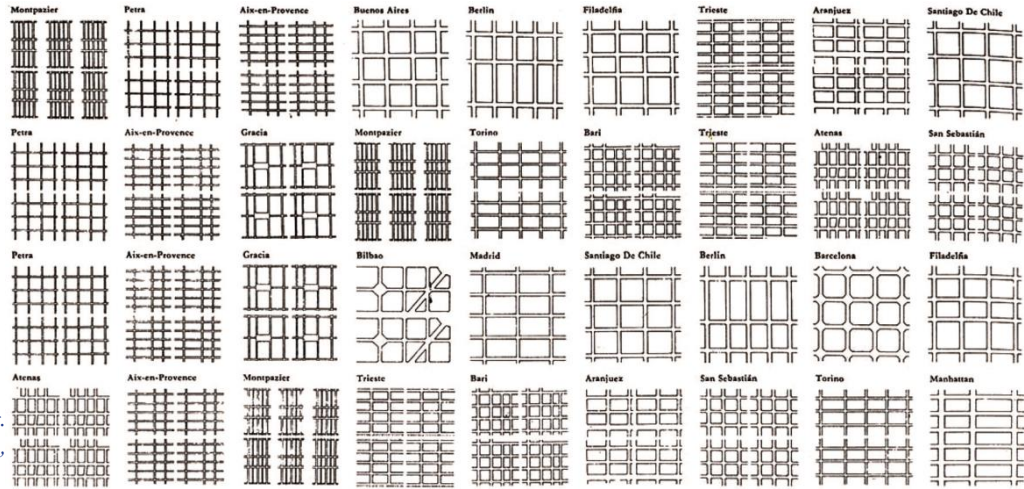 Montpazier Petra Aix-en-Provence Buenos Aires Berlin Filadelfia Trieste Aranjuez Santiago De Chile
Petra Aix-en-Provence Gracia Montpazier Torino Bari Trieste Atenas San Sebastián
Petra Aix-en-Provence Gracia Bilbao Madrid Santiago De Chile Berlin Barcelona Filadelfia
Atenas Aix-en-Provence Montpazier Trieste Bari Aranjuez San Sebastián Torino Manhattan